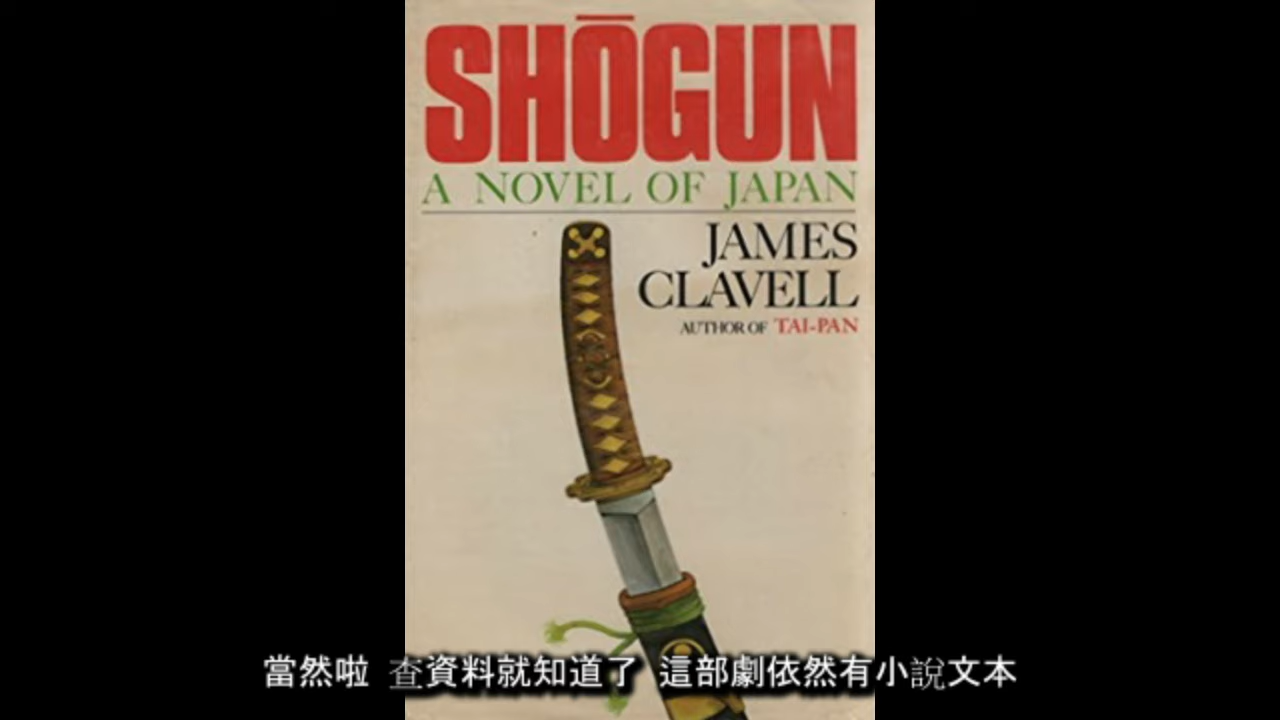 SHŌGUN
A NOVEL OF JAPAN
JAMES
CLAVELL
AUTHOR OF TAI-PAN
當然啦 查資料就知道了 這部劇依然有小說文本